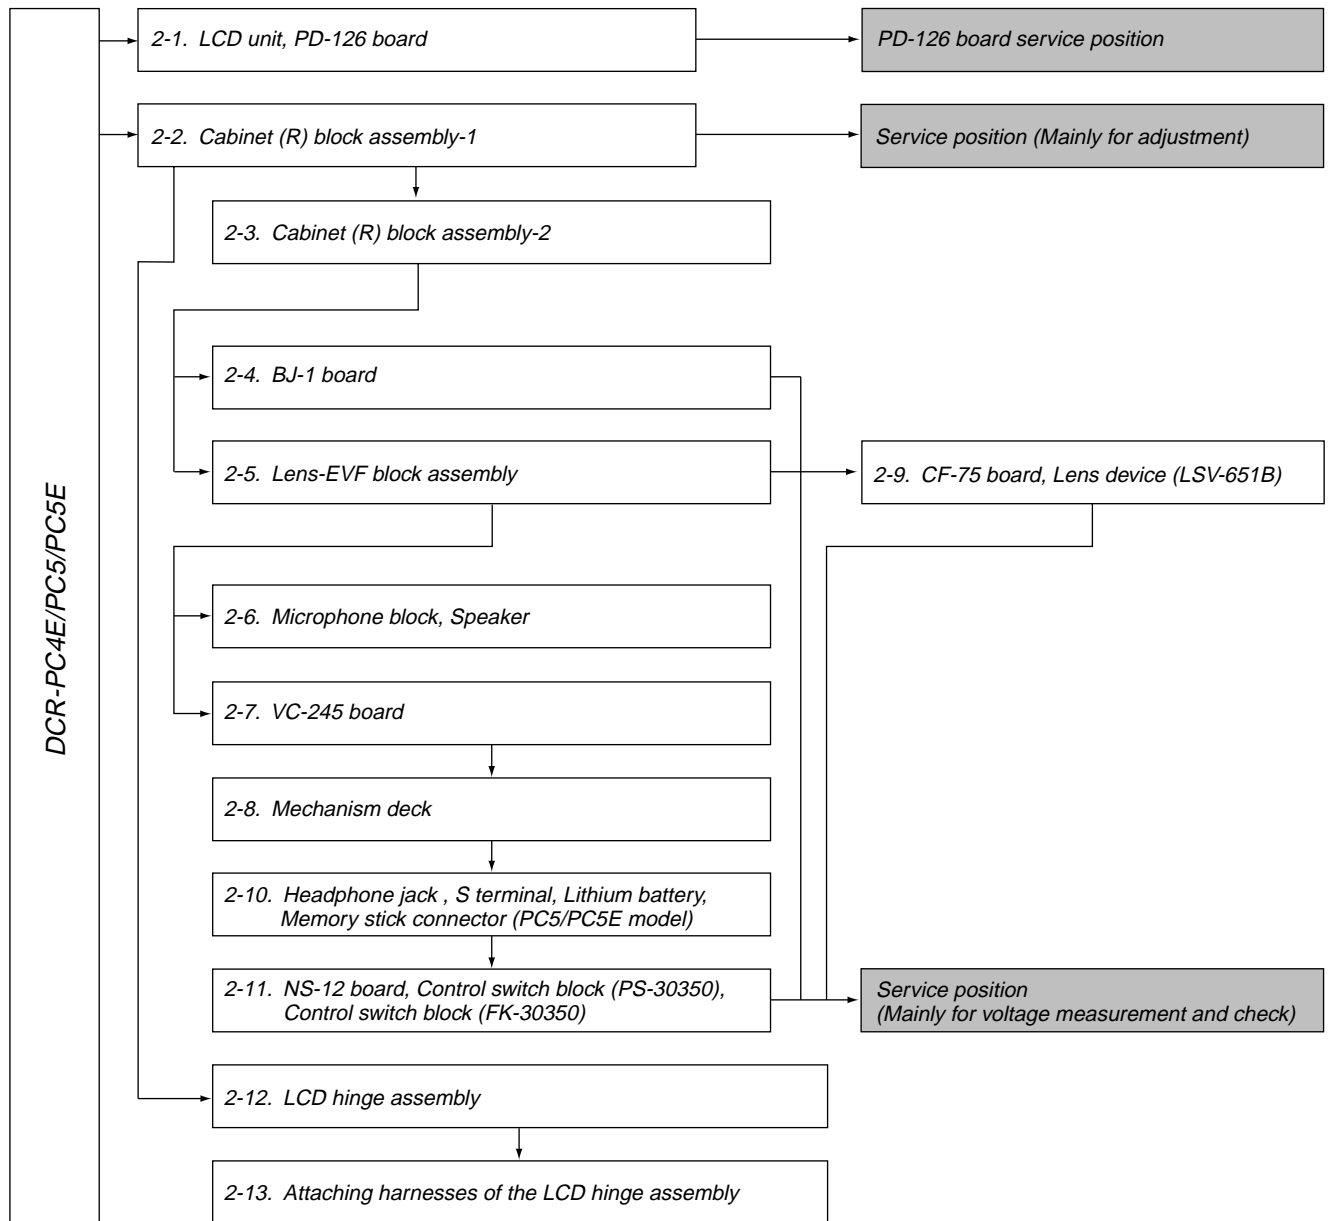 DCR-PC4E/PC5/PC5E
2-1. LCD unit, PD-126 board
PD-126 board service position
2-2. Cabinet (R) block assembly-1
Service position (Mainly for adjustment)
2-3. Cabinet (R) block assembly-2
2-4. BJ-1 board
2-5. Lens-EVF block assembly
2-9. CF-75 board, Lens device (LSV-651B)
2-6. Microphone block, Speaker
2-7. VC-245 board
2-8. Mechanism deck
2-10. Headphone jack , S terminal, Lithium battery,
Memory stick connector (PC5/PC5E model)
2-11. NS-12 board, Control switch block (PS-30350),
Control switch block (FK-30350)
Service position
(Mainly for voltage measurement and check)
2-12. LCD hinge assembly
2-13. Attaching harnesses of the LCD hinge assembly